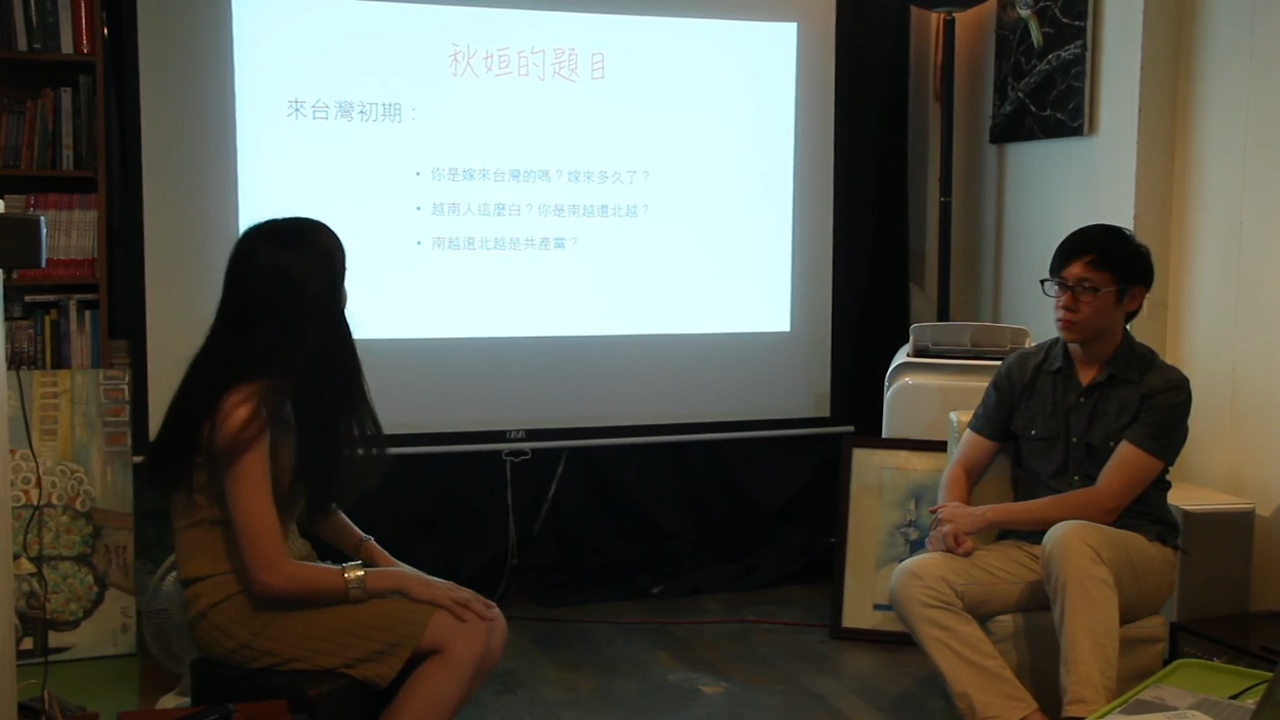 秋姮的題目
來台灣初期：
• 你是嫁來台灣的嗎？嫁來多久了？
• 越南人這麼白？你是南越還北越？
• 南越還北越是共產黨？